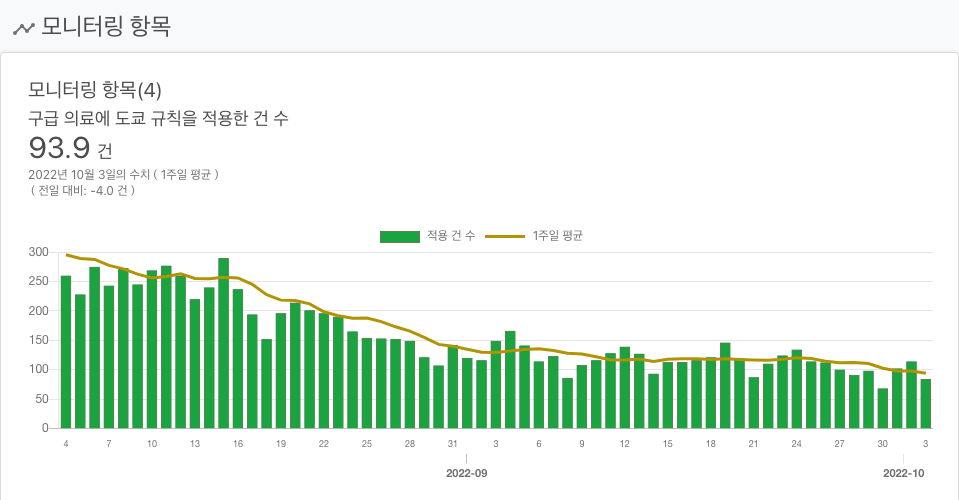 모니터링 항목
모니터링 항목(4)
구급 의료에 도쿄 규칙을 적용한 건 수
93.9 건
2022년 10월 3일의 수치 ( 1주일 평균 )
( 전일 대비: -4.0 건 )
적용 건 수 1주일 평균
300
250
200
150
100
50
0
4 7 10 13 16 19 22 25 28 31 3 6 9 12 15 18 21 24 27 30 3
2022-09 2022-10